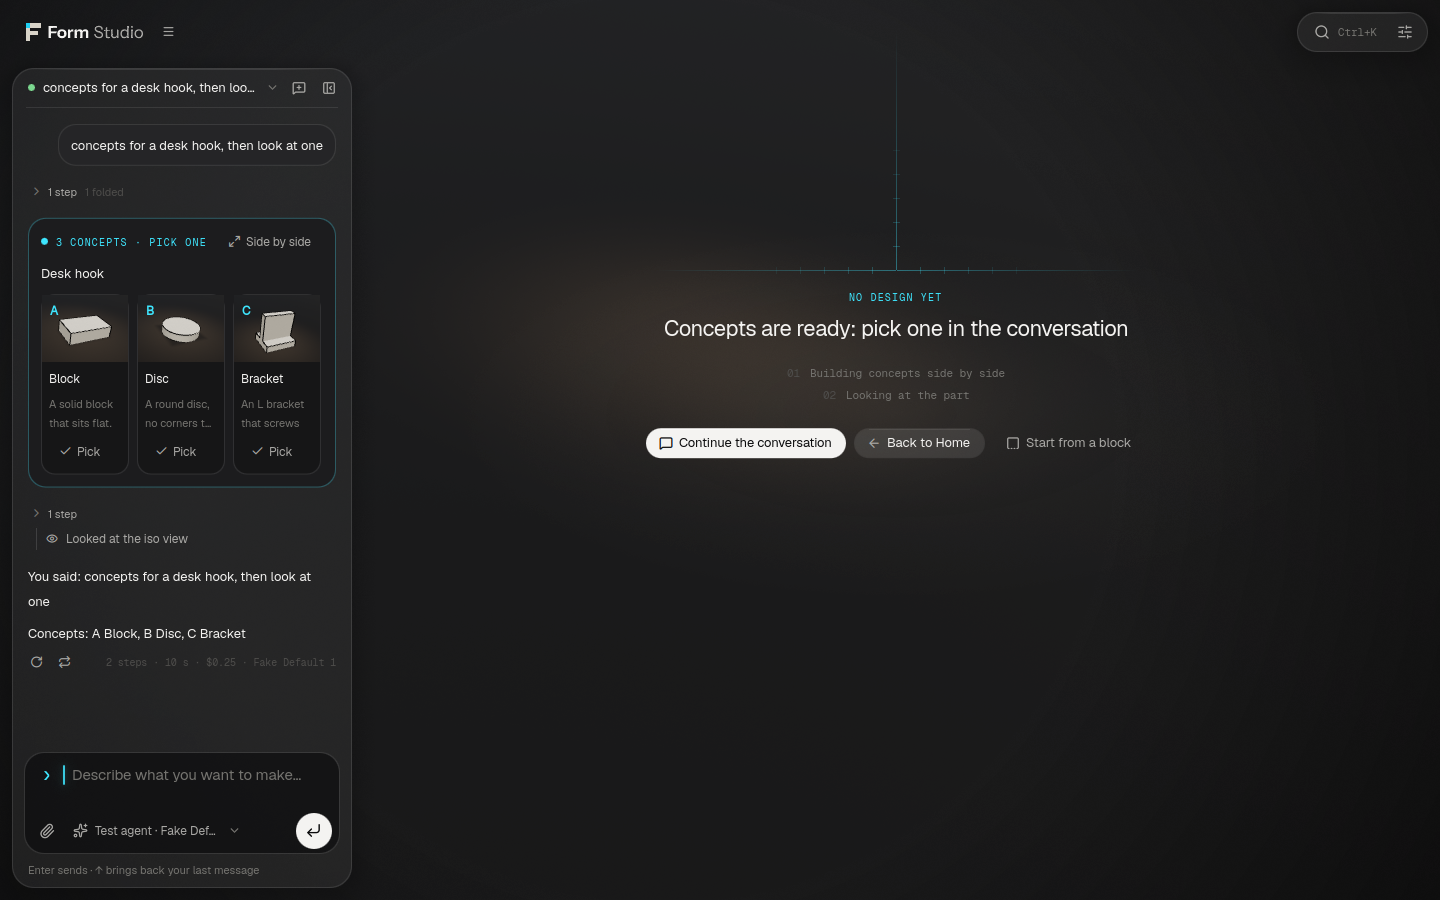 Form Studio
Ctrl+K
concepts for a desk hook, then loo...
concepts for a desk hook, then look at one
1 step 1 folded
3 CONCEPTS · PICK ONE
Side by side
Desk hook
A
B
C
Block
A solid block
that sits flat.
Pick
Disc
A round disc,
no corners t...
Pick
Bracket
An L bracket
that screws
Pick
1 step
Looked at the iso view
You said: concepts for a desk hook, then look at
one
Concepts: A Block, B Disc, C Bracket
2 steps · 10 s · $0.25 · Fake Default 1
Describe what you want to make...
Test agent · Fake Def...
Enter sends · ↑ brings back your last message
NO DESIGN YET
Concepts are ready: pick one in the conversation
01 Building concepts side by side
02 Looking at the part
Continue the conversation
Back to Home
Start from a block